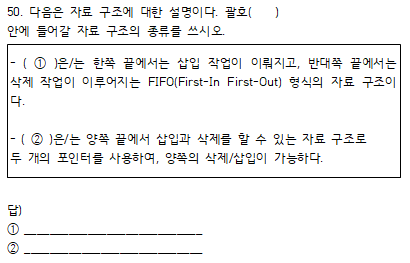 50. 다음은 자료 구조에 대한 설명이다. 괄호(    )
안에 들어갈 자료 구조의 종류를 쓰시오.
- ( ① )은/는 한쪽 끝에서는 삽입 작업이 이뤄지고, 반대쪽 끝에서는
삭제 작업이 이루어지는 FIFO(First-In First-Out) 형식의 자료 구조이
다.
- ( ② )은/는 양쪽 끝에서 삽입과 삭제를 할 수 있는 자료 구조로
두 개의 포인터를 사용하여, 양쪽의 삭제/삽입이 가능하다.
답)
① ____________________________
② ____________________________